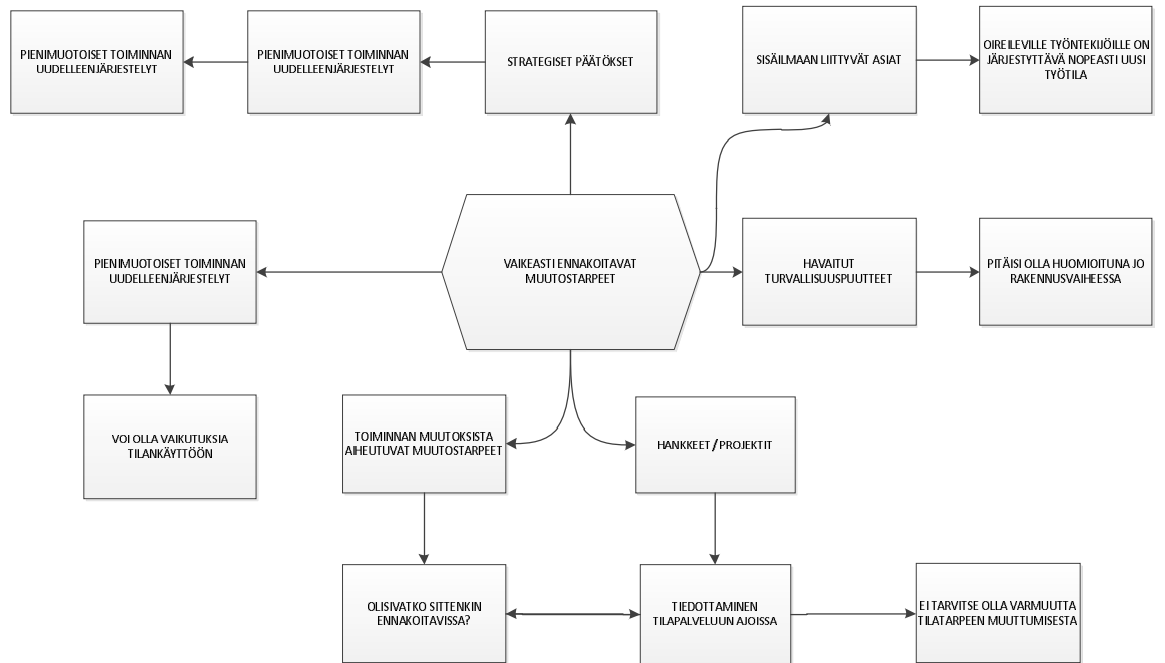 PIENIMUOTOISET TOIMINNAN
UUDELLEENJÄRJESTELYT
PIENIMUOTOISET TOIMINNAN
UUDELLEENJÄRJESTELYT
STRATEGISET PÄÄTÖKSET
SISÄILMAAN LIITTYVÄT ASIAT
OIREILEVILLE TYÖNTEKIJÖILLE ON
JÄRJESTYTTÄVÄ NOPEASTI UUSI
TYÖTILA
PIENIMUOTOISET TOIMINNAN
UUDELLEENJÄRJESTELYT
VAIKEASTI ENNAKOITAVAT
MUUTOSTARPEET
HAVAITUT
TURVALLISUUSPUUTTEET
PITÄISI OLLA HUOMIOITUNA JO
RAKENNUSVAIHEESSA
VOI OLLA VAIKUTUKSIA
TILANKÄYTTÖÖN
TOIMINNAN MUUTOKSISTA
AIHEUTUVAT MUUTOSTARPEET
HANKKEET / PROJEKTIT
OLISIVATKO SITTENKIN
ENNAKOITAVISSA?
TIEDOTTAMINEN
TILAPALVELUUN AJOISSA
EI TARVITSE OLLA VARMUUTTA
TILATARPEEN MUUTTUMISESTA